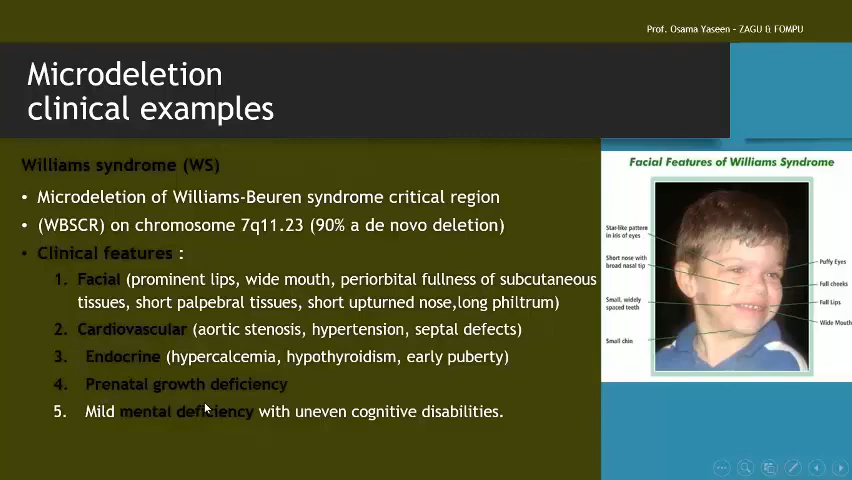 Prof. Osama Yaseen – ZAGU & FOMPU
Microdeletion
clinical examples
Williams syndrome (WS)
• Microdeletion of Williams-Beuren syndrome critical region
• (WBSCR) on chromosome 7q11.23 (90% a de novo deletion)
• Clinical features :
1. Facial (prominent lips, wide mouth, periorbital fullness of subcutaneous
tissues, short palpebral tissues, short upturned nose,long philtrum)
2. Cardiovascular (aortic stenosis, hypertension, septal defects)
3. Endocrine (hypercalcemia, hypothyroidism, early puberty)
4. Prenatal growth deficiency
5. Mild mental deficiency with uneven cognitive disabilities.
Facial Features of Williams Syndrome
Star-like pattern
in iris of eyes
Short nose with
broad nasal tip
Small, widely
spaced teeth
Small chin
Puffy Eyes
Full cheeks
Full Lips
Wide Mouth